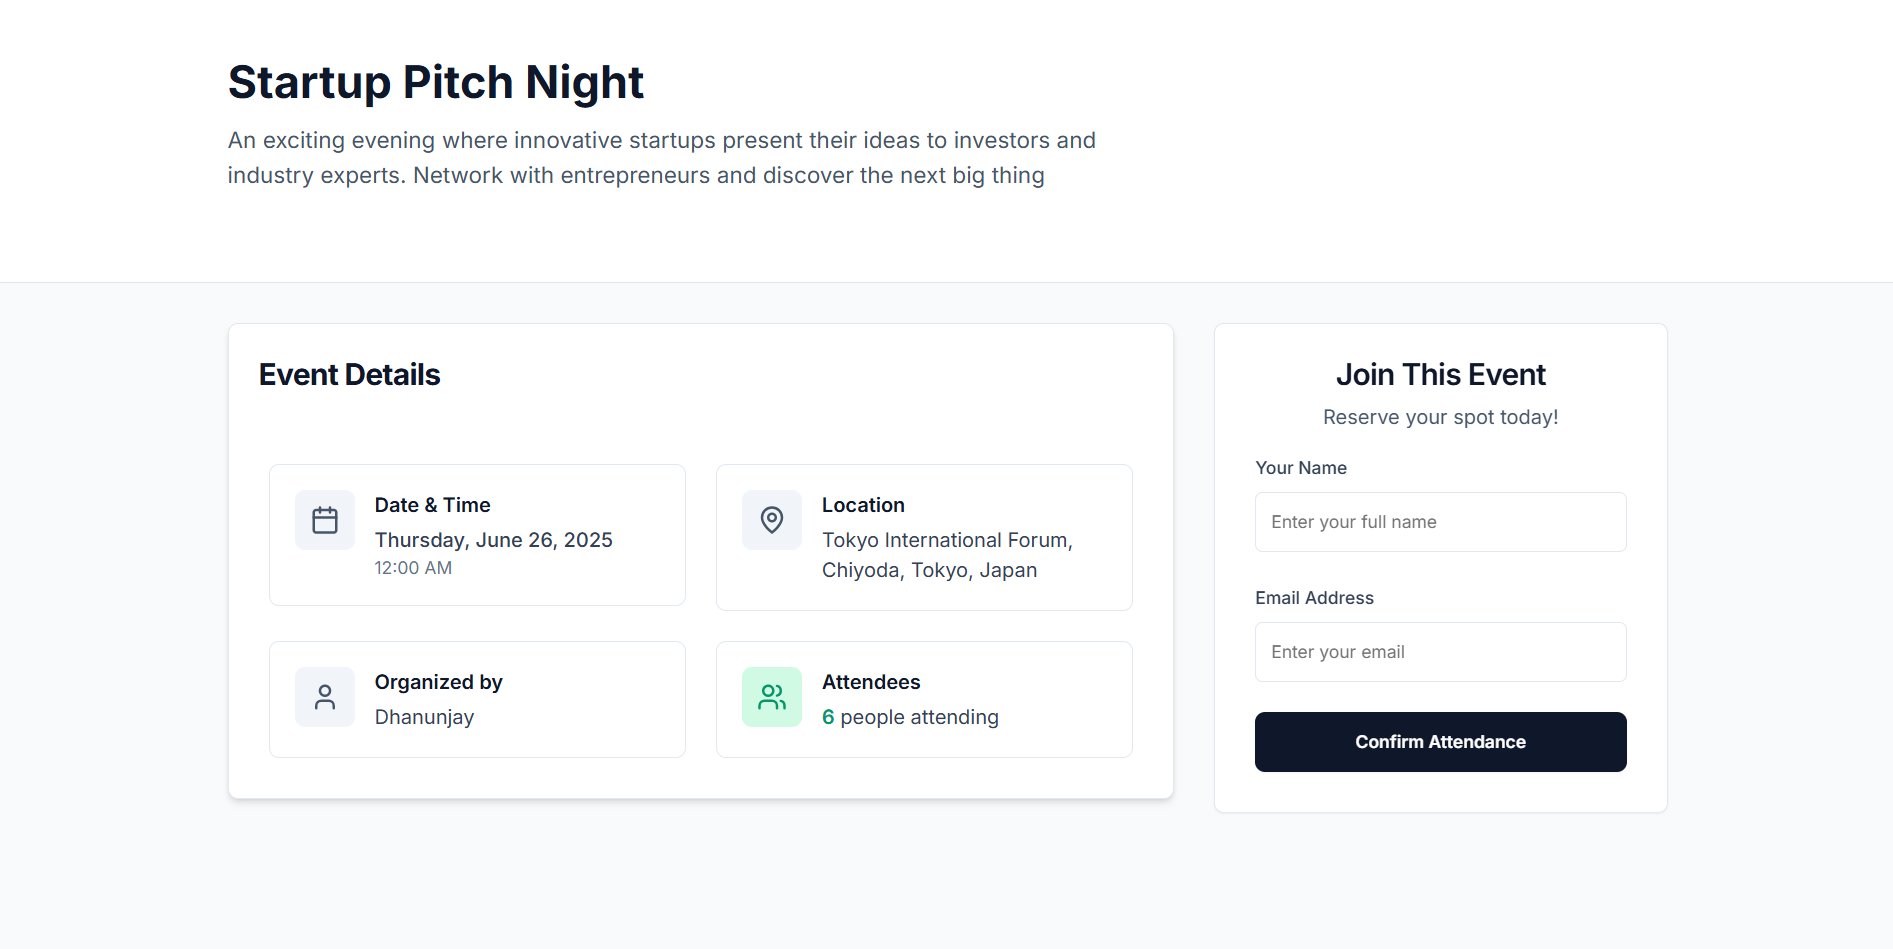 Startup Pitch Night
An exciting evening where innovative startups present their ideas to investors and
industry experts. Network with entrepreneurs and discover the next big thing
Event Details
Date & Time
Thursday, June 26, 2025
12:00 AM
Location
Tokyo International Forum,
Chiyoda, Tokyo, Japan
Organized by
Dhanunjay
Attendees
6 people attending
Join This Event
Reserve your spot today!
Your Name
Enter your full name
Email Address
Enter your email
Confirm Attendance